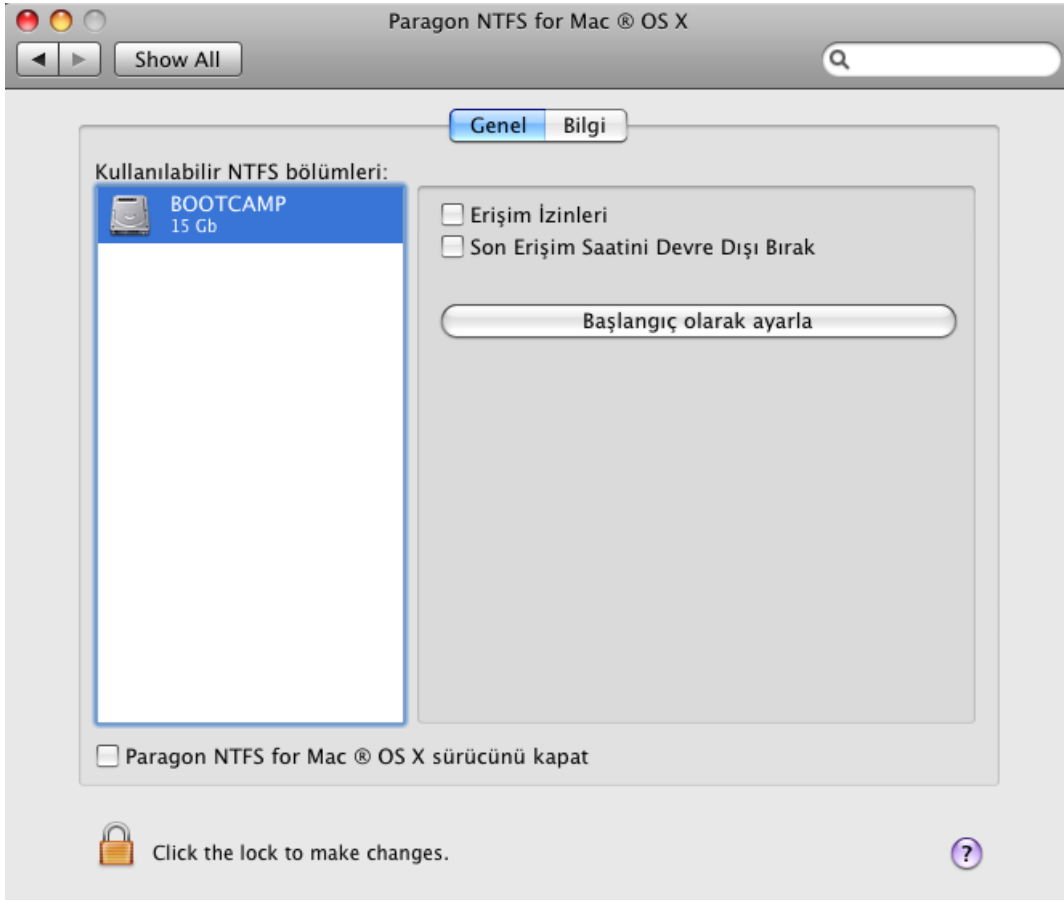 Paragon NTFS for Mac ® OS X
Show All
Genel Bilgi
Kullanılabilir NTFS bölümleri:
BOOTCAMP
15 Gb
Erişim İzinleri
Son Erişim Saatini Devre Dışı Bırak
Başlangıç olarak ayarla
Paragon NTFS for Mac ® OS X sürücünü kapat
Click the lock to make changes.
?